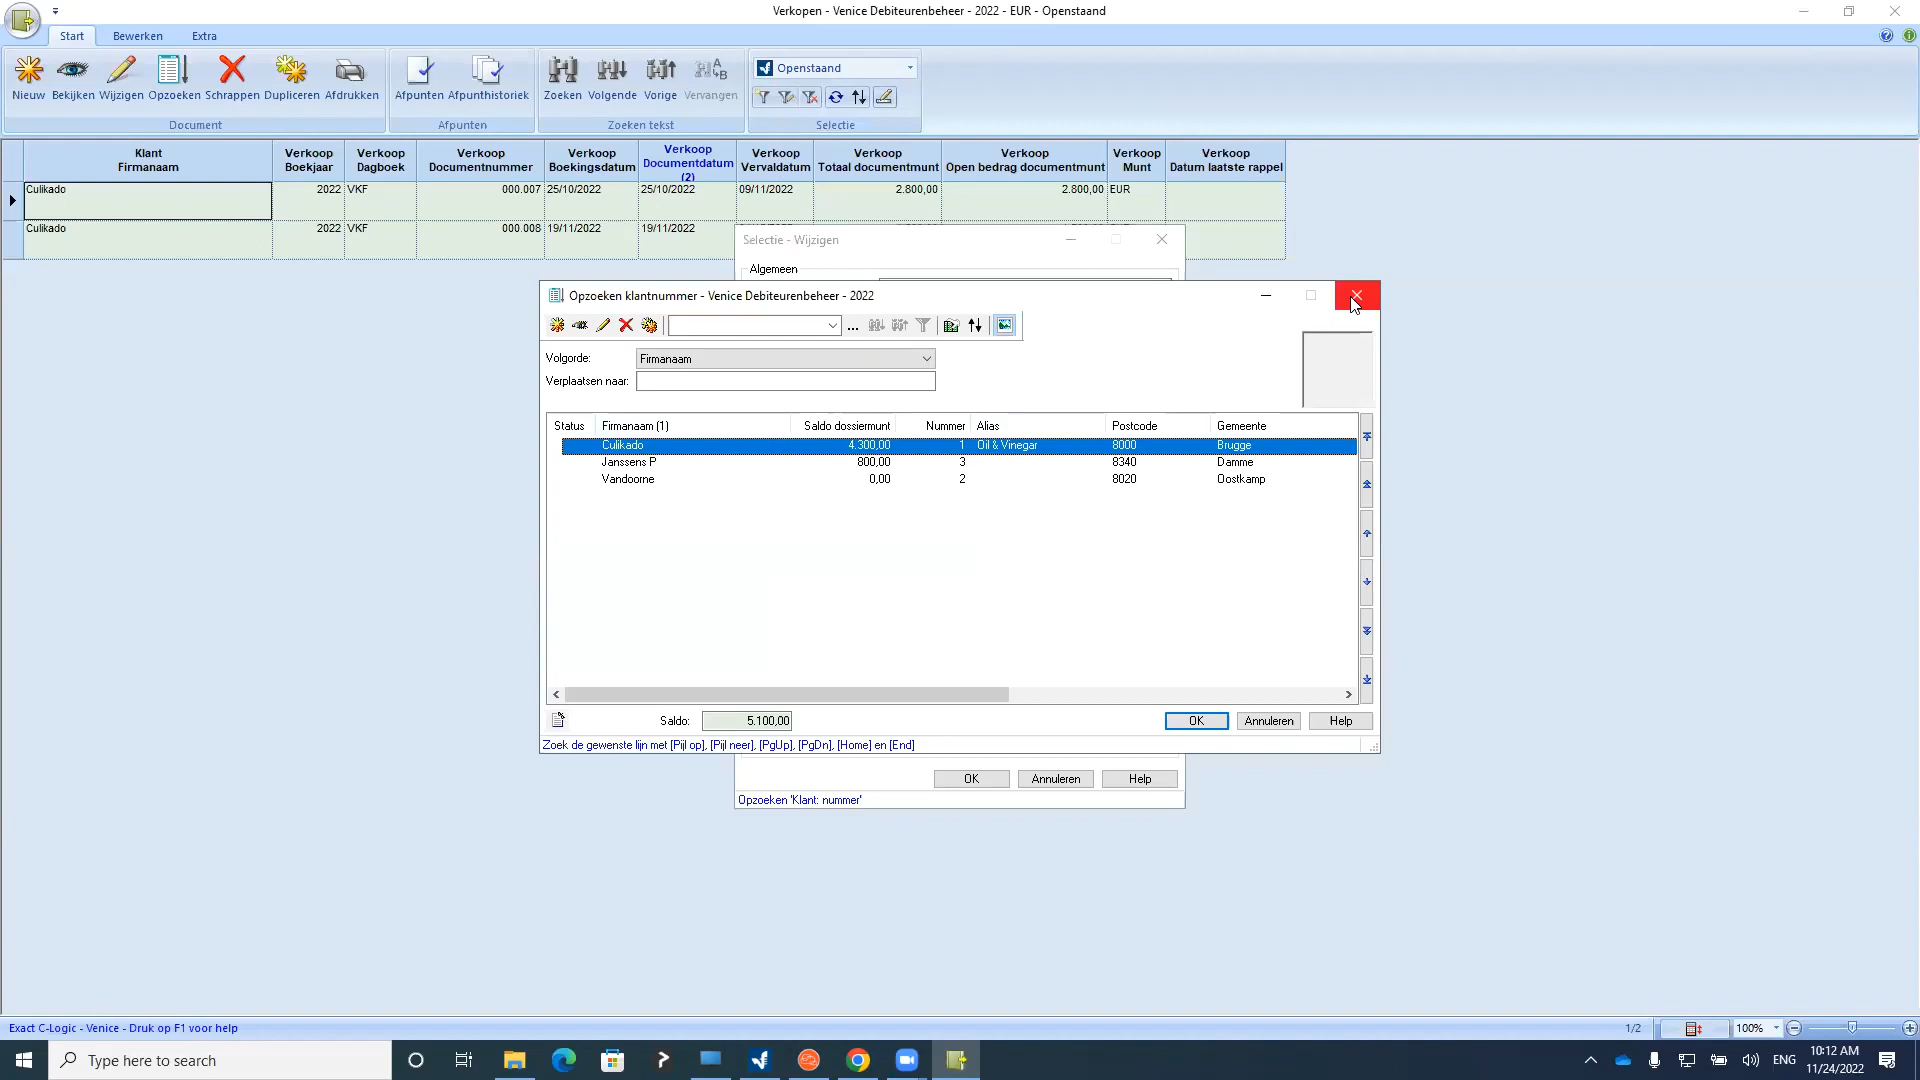 Verkopen - Venice Debiteurenbeheer - 2022 - EUR - Openstaand
Start Bewerken Extra
Nieuw Bekijken Wijzigen Opzoeken Schrappen Dupliceren Afdrukken Afpunten Afpunthistoriek Zoeken Volgende Vorige Vervangen Openstaand
Document Afpunten Zoeken tekst Selectie
Klant Firmanaam Verkoop Boekjaar Verkoop Dagboek Verkoop Documentnummer Verkoop Boekingsdatum Verkoop Documentdatum (2) Verkoop Vervaldatum Verkoop Totaal documentmunt Verkoop Open bedrag documentmunt Verkoop Munt Verkoop Datum laatste rappel
Culikado 2022 VKF 000.007 25/10/2022 25/10/2022 09/11/2022 2.800,00 2.800,00 EUR
Culikado 2022 VKF 000.008 19/11/2022 19/11/2022
Selectie - Wijzigen
Algemeen
Opzoeken klantnummer - Venice Debiteurenbeheer - 2022
Volgorde: Firmanaam
Verplaatsen naar:
Status Firmanaam (1) Saldo dossiermunt Nummer Alias Postcode Gemeente
Culikado 4.300,00 1 Oil & Vinegar 8000 Brugge
Janssens P 800,00 3 8340 Damme
Vandoorne 0,00 2 8020 Oostkamp
Saldo: 5.100,00 OK Annuleren Help
Zoek de gewenste lijn met [Pijl op], [Pijl neer], [PgUp], [PgDn], [Home] en [End]
OK Annuleren Help
Opzoeken 'Klant: nummer'
Exact C-Logic - Venice - Druk op F1 voor help 1/2 100%
Type here to search ENG 10:12 AM
11/24/2022